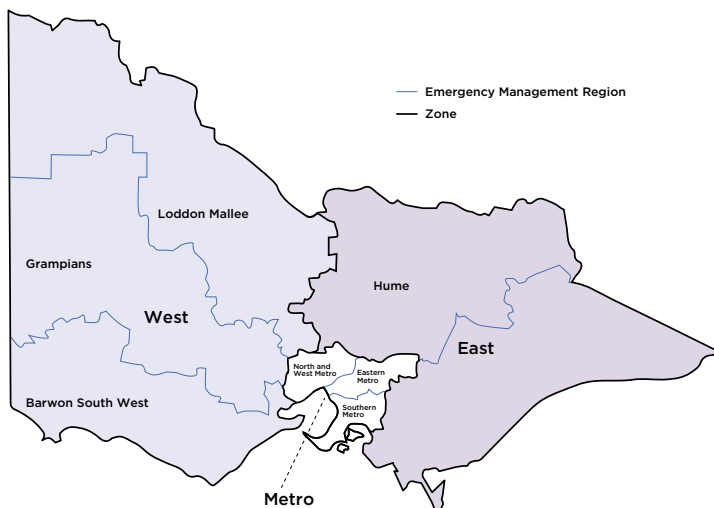 Emergency Management Region
Zone
Loddon Mallee
Grampians
Hume
West
East
North and
West Metro
Eastern
Metro
Barwon South West
Southern
Metro
Metro